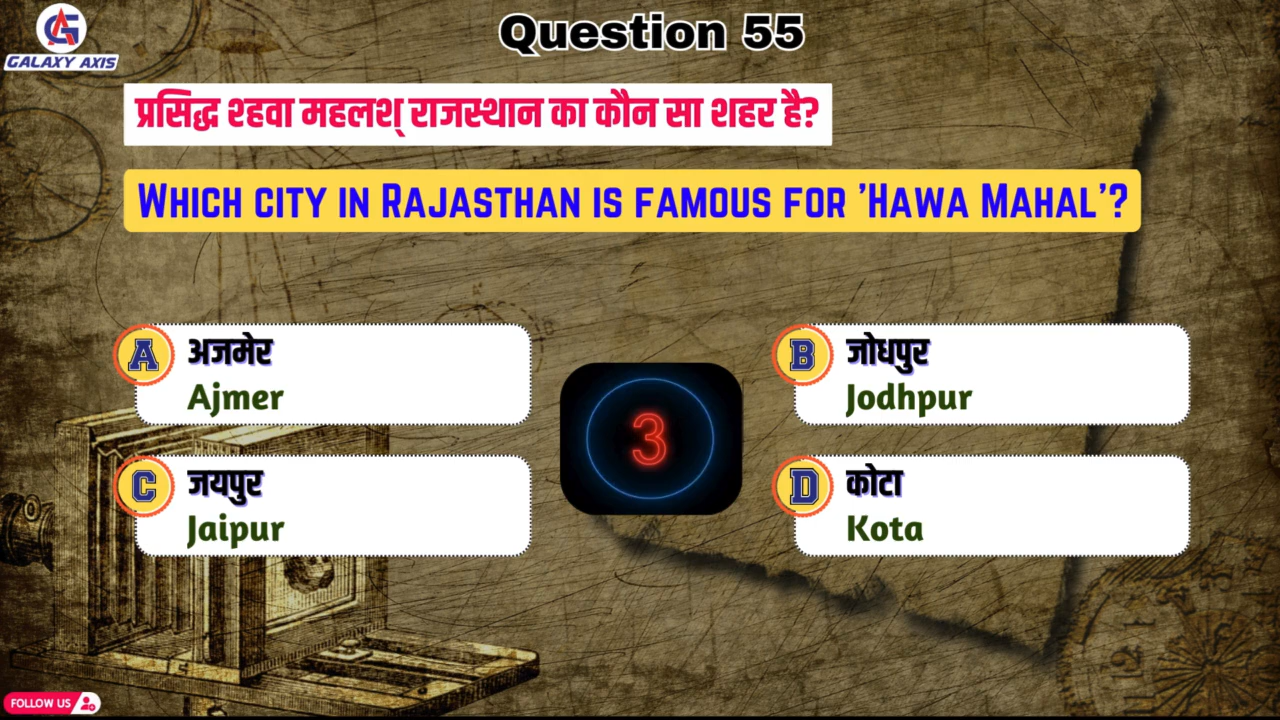 GALAXY AXIS
Question 55
प्रसिद्ध श्हवा महलश् राजस्थान का कौन सा शहर है?
WHICH CITY IN RAJASTHAN IS FAMOUS FOR 'HAWA MAHAL'?
A
अजमेर
Ajmer
B
जोधपुर
Jodhpur
3
C
जयपुर
Jaipur
D
कोटा
Kota
FOLLOW US